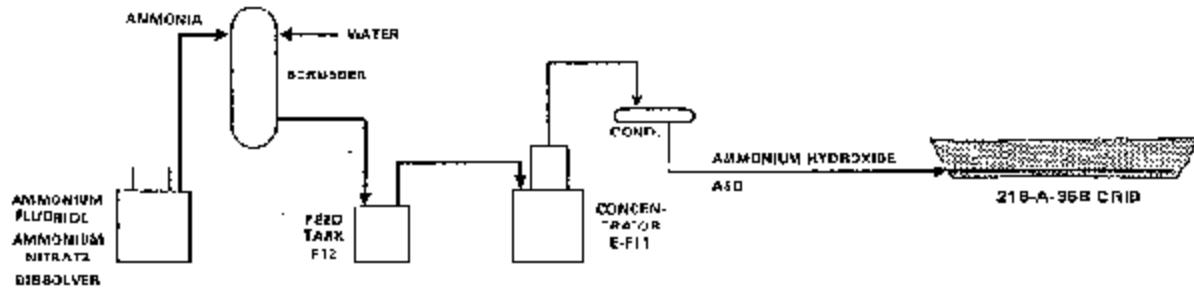 AMMONIA
WATER
SCRUBBER
COND.
AMMONIUM HYDROXIDE
ASD
216-A-36B CRIB
AMMONIUM
FLUORIDE
AMMONIUM
NITRATE
DISSOLVER
FEED
TANK
F12
CONCEN-
TRATOR
E-F11